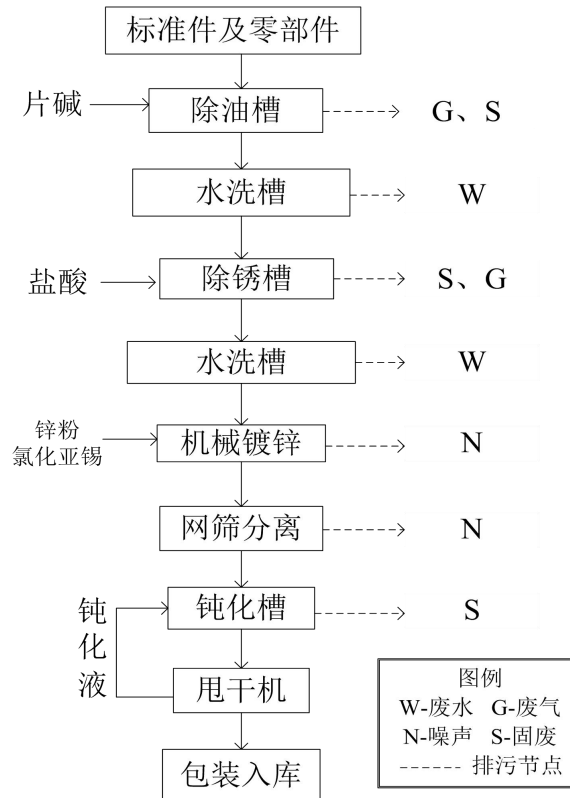 标准件及零部件
片碱
除油槽
G、S
水洗槽
W
盐酸
除锈槽
S、G
水洗槽
W
锌粉
氯化亚锡
机械镀锌
N
网筛分离
N
钝化液
钝化槽
S
甩干机
包装入库
图例
W-废水 G-废气
N-噪声 S-固废
------ 排污节点